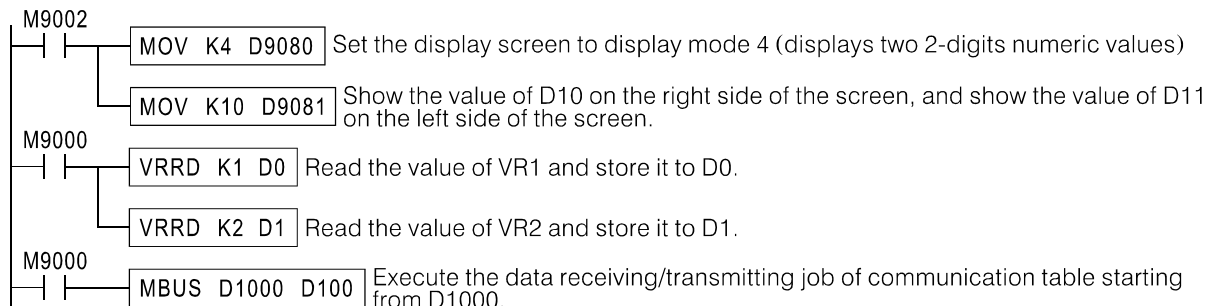 M9002
MOV K4 D9080 Set the display screen to display mode 4 (displays two 2-digits numeric values)
MOV K10 D9081 Show the value of D10 on the right side of the screen, and show the value of D11
on the left side of the screen.
M9000
VRRD K1 D0 Read the value of VR1 and store it to D0.
VRRD K2 D1 Read the value of VR2 and store it to D1.
M9000
MBUS D1000 D100 Execute the data receiving/transmitting job of communication table starting
from D1000